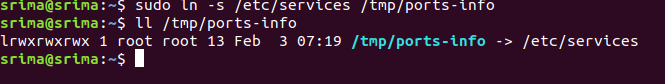 srima@srima:~$ sudo ln -s /etc/services /tmp/ports-info
srima@srima:~$ ll /tmp/ports-info
lrwxrwxrwx 1 root root 13 Feb  3 07:19 /tmp/ports-info -> /etc/services
srima@srima:~$